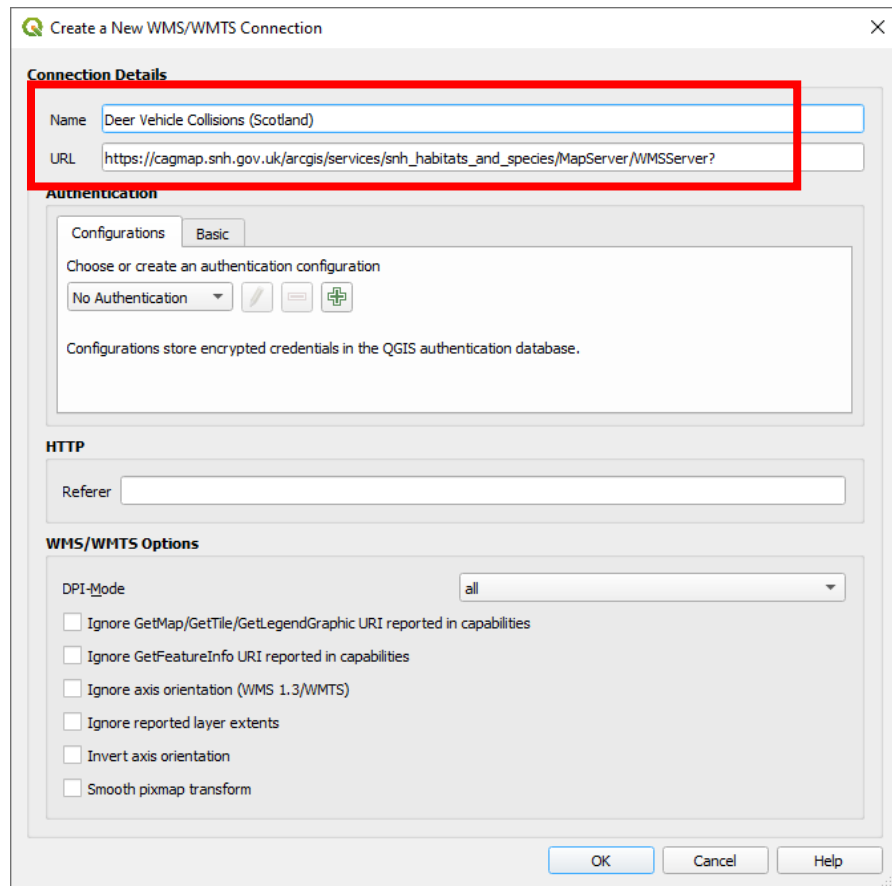 Create a New WMS/WMTS Connection
Connection Details
Name Deer Vehicle Collisions (Scotland)
URL https://cagmap.snh.gov.uk/arcgis/services/snh_habitats_and_species/MapServer/WMSServer?
Authentication
Configurations Basic
Choose or create an authentication configuration
No Authentication
Configurations store encrypted credentials in the QGIS authentication database.
HTTP
Referer
WMS/WMTS Options
DPI-Mode all
Ignore GetMap/GetTile/GetLegendGraphic URI reported in capabilities
Ignore GetFeatureInfo URI reported in capabilities
Ignore axis orientation (WMS 1.3/WMTS)
Ignore reported layer extents
Invert axis orientation
Smooth pixmap transform
OK Cancel Help